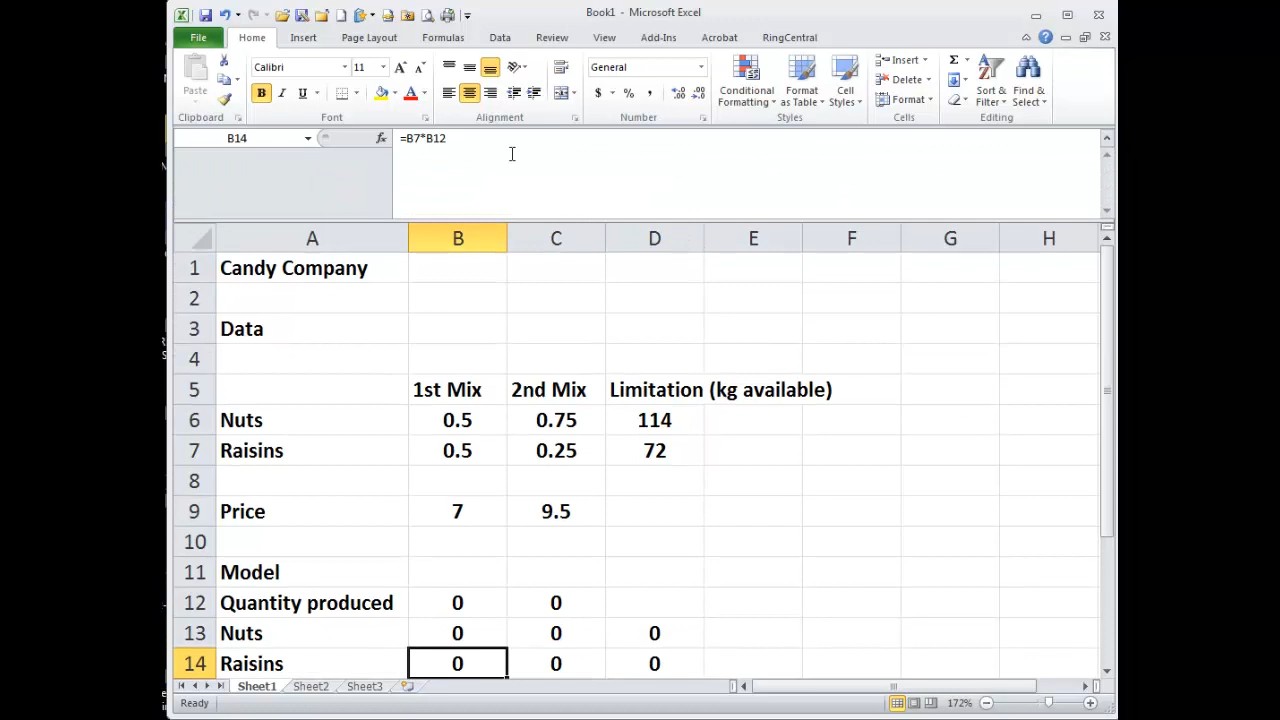 Book1 - Microsoft Excel
File Home Insert Page Layout Formulas Data Review View Add-Ins Acrobat RingCentral
Paste
Calibri 11
B I U
General
$ % ,
Conditional Formatting
Format as Table
Cell Styles
Insert
Delete
Format
Sort & Filter
Find & Select
Clipboard Font Alignment Number Styles Cells Editing
B14 fx =B7*B12
A B C D E F G H
1 Candy Company
2
3 Data
4
5 1st Mix 2nd Mix Limitation (kg available)
6 Nuts 0.5 0.75 114
7 Raisins 0.5 0.25 72
8
9 Price 7 9.5
10
11 Model
12 Quantity produced 0 0
13 Nuts 0 0 0
14 Raisins 0 0 0
Sheet1 Sheet2 Sheet3
Ready 172%